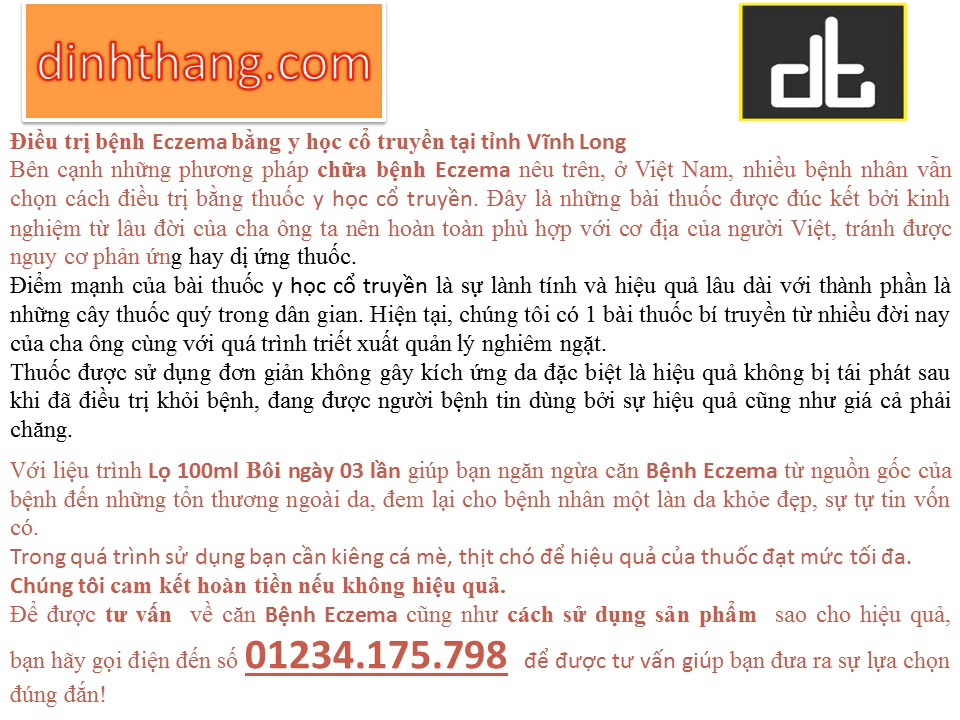 dinhthang.com
dt
Điều trị bệnh Eczema bằng y học cổ truyền tại tỉnh Vĩnh Long
Bên cạnh những phương pháp chữa bệnh Eczema nêu trên, ở Việt Nam, nhiều bệnh nhân vẫn
chọn cách điều trị bằng thuốc y học cổ truyền. Đây là những bài thuốc được đúc kết bởi kinh
nghiệm từ lâu đời của cha ông ta nên hoàn toàn phù hợp với cơ địa của người Việt, tránh được
nguy cơ phản ứng hay dị ứng thuốc.
Điểm mạnh của bài thuốc y học cổ truyền là sự lành tính và hiệu quả lâu dài với thành phần là
những cây thuốc quý trong dân gian. Hiện tại, chúng tôi có 1 bài thuốc bí truyền từ nhiều đời nay
của cha ông cùng với quá trình triết xuất quản lý nghiêm ngặt.
Thuốc được sử dụng đơn giản không gây kích ứng da đặc biệt là hiệu quả không bị tái phát sau
khi đã điều trị khỏi bệnh, đang được người bệnh tin dùng bởi sự hiệu quả cũng như giá cả phải
chăng.
Với liệu trình Lọ 100ml Bôi ngày 03 lần giúp bạn ngăn ngừa căn Bệnh Eczema từ nguồn gốc của
bệnh đến những tổn thương ngoài da, đem lại cho bệnh nhân một làn da khỏe đẹp, sự tự tin vốn
có.
Trong quá trình sử dụng bạn cần kiêng cá mè, thịt chó để hiệu quả của thuốc đạt mức tối đa.
Chúng tôi cam kết hoàn tiền nếu không hiệu quả.
Để được tư vấn về căn Bệnh Eczema cũng như cách sử dụng sản phẩm sao cho hiệu quả,
bạn hãy gọi điện đến số 01234.175.798 để được tư vấn giúp bạn đưa ra sự lựa chọn
đúng đắn!